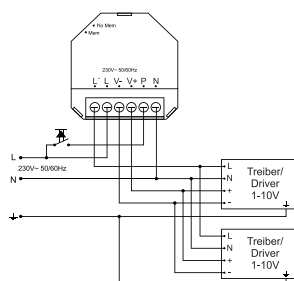 No Mem
Mem
230V~ 50/60Hz
L' L V- V+ P N
L
230V~ 50/60Hz
N
L
N
+
-
Treiber/
Driver
1-10V
L
N
+
-
Treiber/
Driver
1-10V